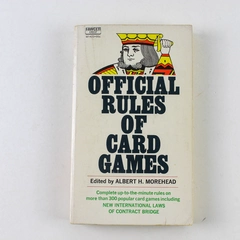 OFFICIAL
RULES
OF
CARD
GAMES
Edited by ALBERT H. MOREHEAD
Complete up-to-the minute rules on
more than 300 popular card games including
NEW INTERNATIONAL LAWS
OF CONTRACT BRIDGE